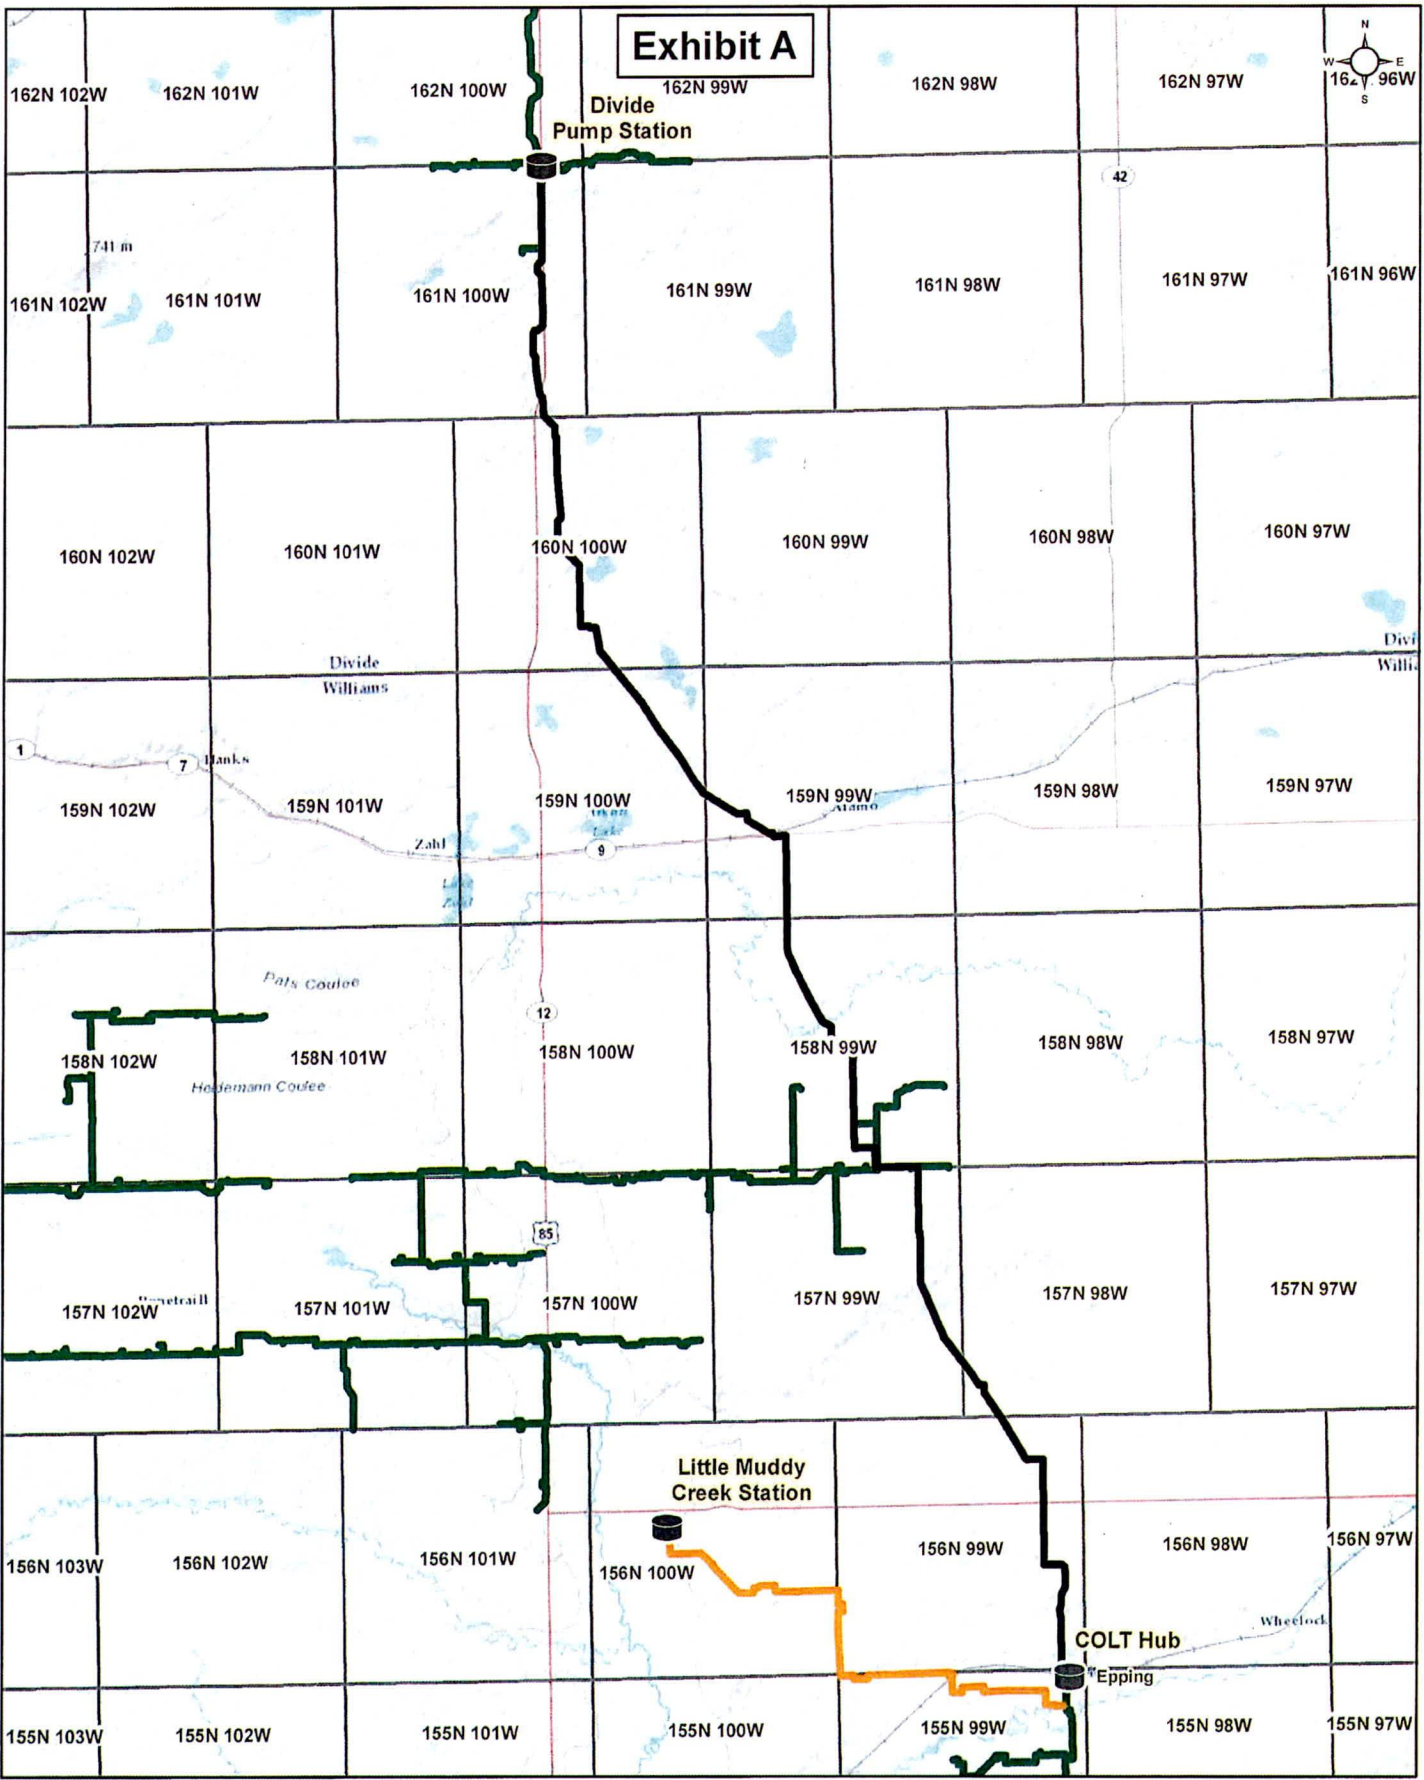 Exhibit A
N
W E
S
162N 102W
162N 101W
162N 100W
162N 99W
162N 98W
162N 97W
Divide
Pump Station
42
741 m
161N 102W
161N 101W
161N 100W
161N 99W
161N 98W
161N 97W
161N 96W
160N 102W
160N 101W
160N 100W
160N 99W
160N 98W
160N 97W
Divide
Williams
1
7
Hanks
159N 102W
159N 101W
159N 100W
159N 99W
159N 98W
159N 97W
Alamo
Zahl
9
Pats Coulee
12
158N 102W
158N 101W
158N 100W
158N 99W
158N 98W
158N 97W
Heidemann Coulee
85
157N 102W
157N 101W
157N 100W
157N 99W
157N 98W
157N 97W
Little Muddy
Creek Station
156N 103W
156N 102W
156N 101W
156N 100W
156N 99W
156N 98W
156N 97W
Wheelock
COLT Hub
Epping
155N 103W
155N 102W
155N 101W
155N 100W
155N 99W
155N 98W
155N 97W